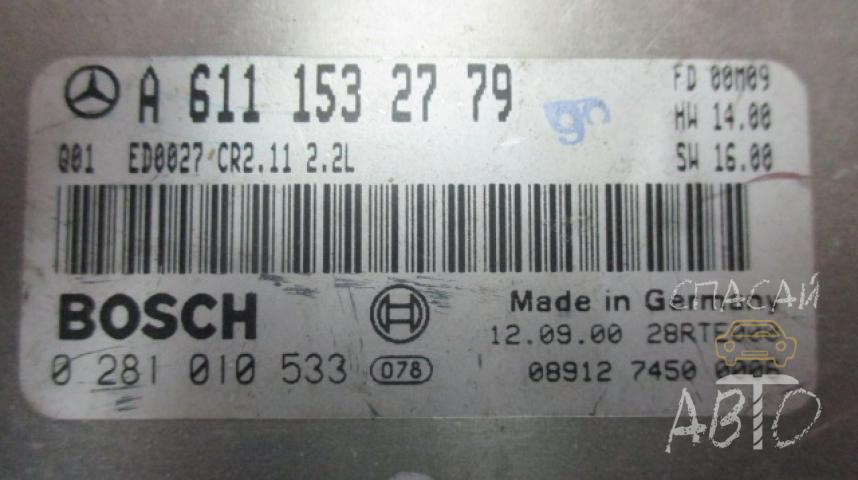 A 611 153 27 79
FD 00M09
HW 14.00
Q01 ED0027 CR2.11 2.2L
SW 16.00
BOSCH
Made in Germany
12.09.00
0 281 010 533 078
08912 7450
СПАСАЙ
АВТО